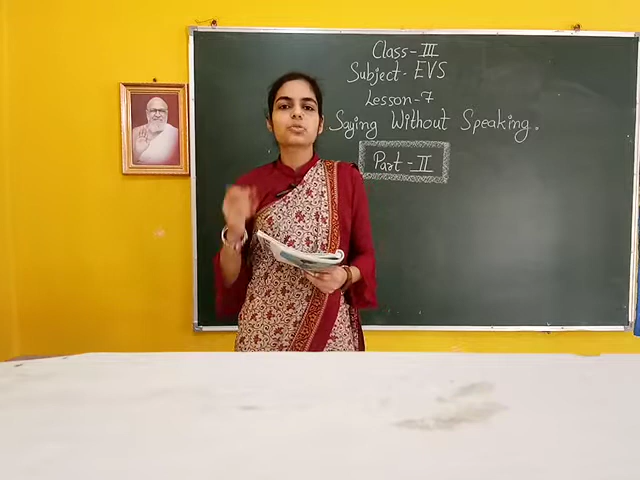 Class-III
Subject- EVS
Lesson-7
Saying Without Speaking.
Part-II